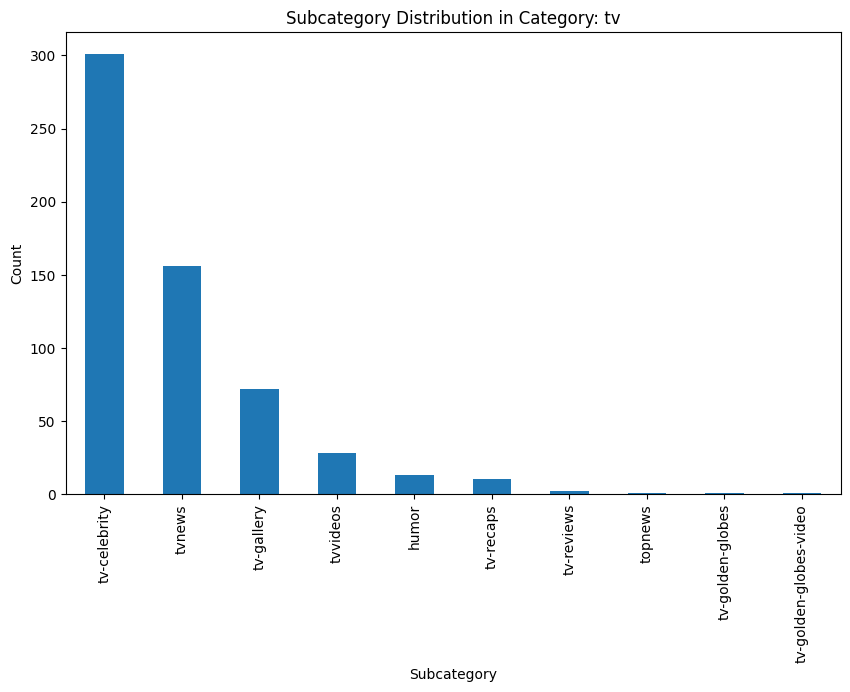 Subcategory Distribution in Category: tv
300
250
200
150
100
50
0
Count
tv-celebrity
tvnews
tv-gallery
tvvideos
humor
tv-recaps
tv-reviews
topnews
tv-golden-globes
tv-golden-globes-video
Subcategory